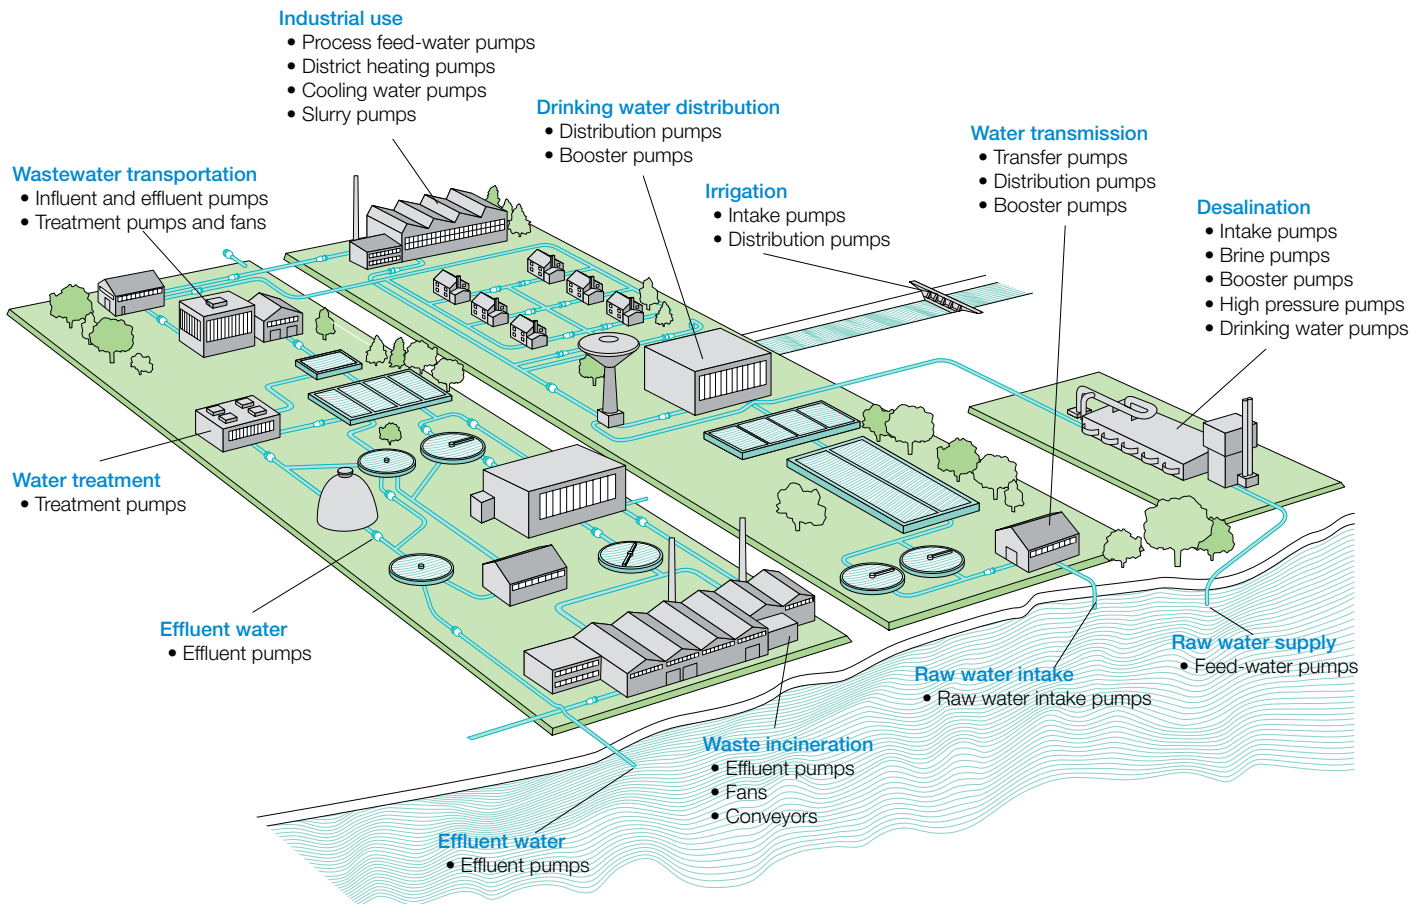 Industrial use
• Process feed-water pumps
• District heating pumps
• Cooling water pumps
• Slurry pumps
Drinking water distribution
• Distribution pumps
• Booster pumps
Water transmission
• Transfer pumps
• Distribution pumps
• Booster pumps
Wastewater transportation
• Influent and effluent pumps
• Treatment pumps and fans
Irrigation
• Intake pumps
• Distribution pumps
Desalination
• Intake pumps
• Brine pumps
• Booster pumps
• High pressure pumps
• Drinking water pumps
Water treatment
• Treatment pumps
Effluent water
• Effluent pumps
Raw water supply
• Feed-water pumps
Raw water intake
• Raw water intake pumps
Waste incineration
• Effluent pumps
• Fans
• Conveyors
Effluent water
• Effluent pumps